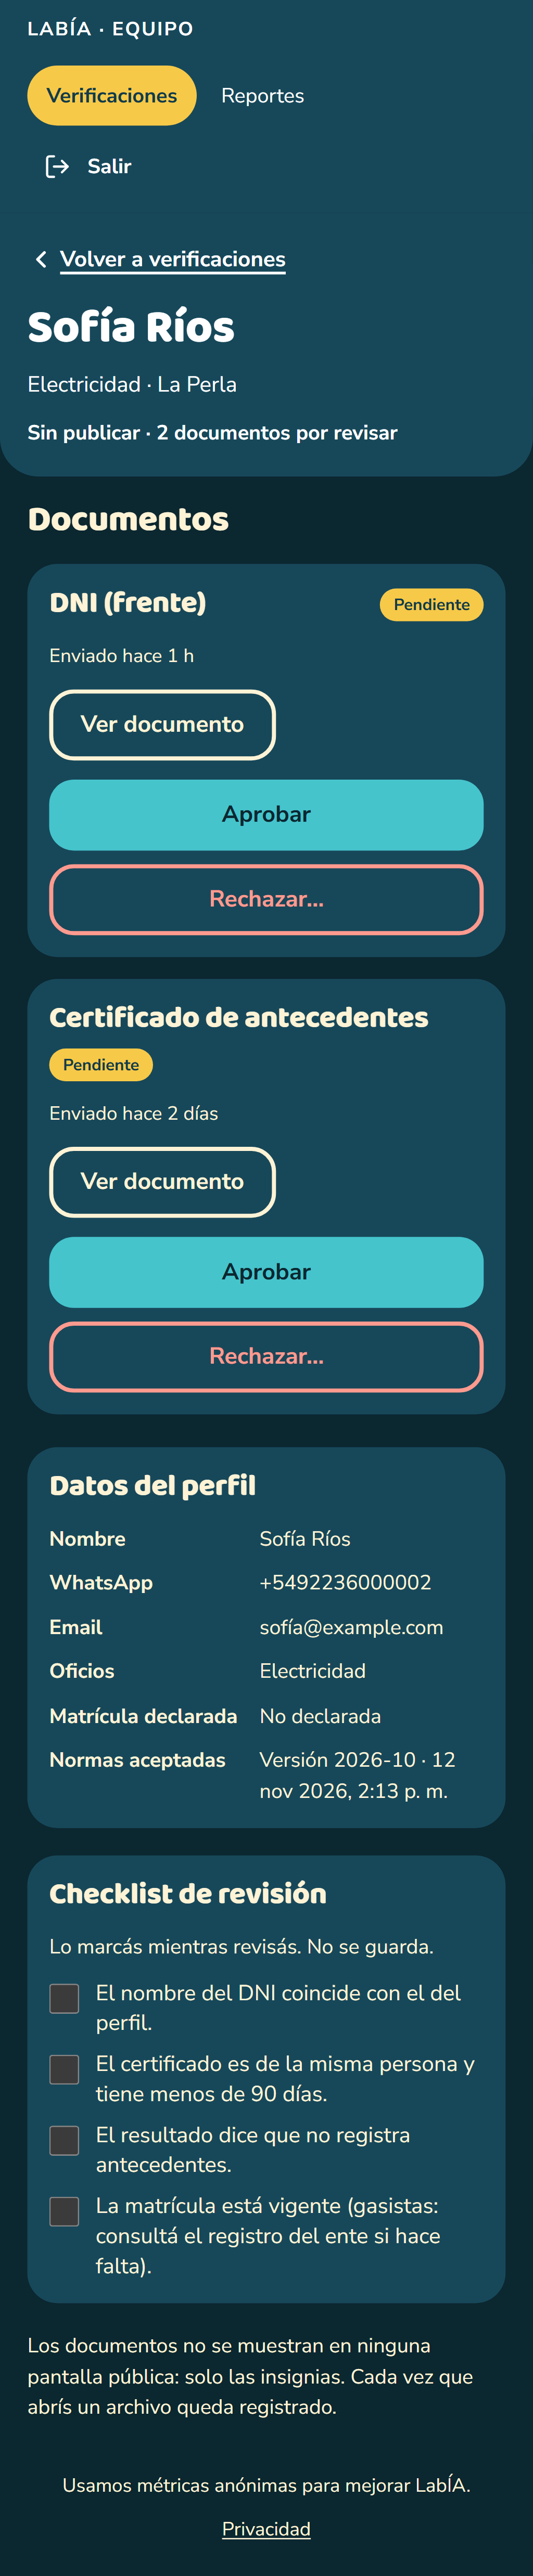 LABÍA · EQUIPO
Verificaciones
Reportes
Salir
Volver a verificaciones
Sofía Ríos
Electricidad · La Perla
Sin publicar · 2 documentos por revisar
Documentos
DNI (frente)
Pendiente
Enviado hace 1 h
Ver documento
Aprobar
Rechazar...
Certificado de antecedentes
Pendiente
Enviado hace 2 días
Ver documento
Aprobar
Rechazar...
Datos del perfil
Nombre Sofía Ríos
WhatsApp +5492236000002
Email sofía@example.com
Oficios Electricidad
Matrícula declarada No declarada
Normas aceptadas Versión 2026-10 · 12
nov 2026, 2:13 p. m.
Checklist de revisión
Lo marcás mientras revisás. No se guarda.
El nombre del DNI coincide con el del
perfil.
El certificado es de la misma persona y
tiene menos de 90 días.
El resultado dice que no registra
antecedentes.
La matrícula está vigente (gasistas:
consultá el registro del ente si hace
falta).
Los documentos no se muestran en ninguna
pantalla pública: solo las insignias. Cada vez que
abrís un archivo queda registrado.
Usamos métricas anónimas para mejorar LabÍA.
Privacidad